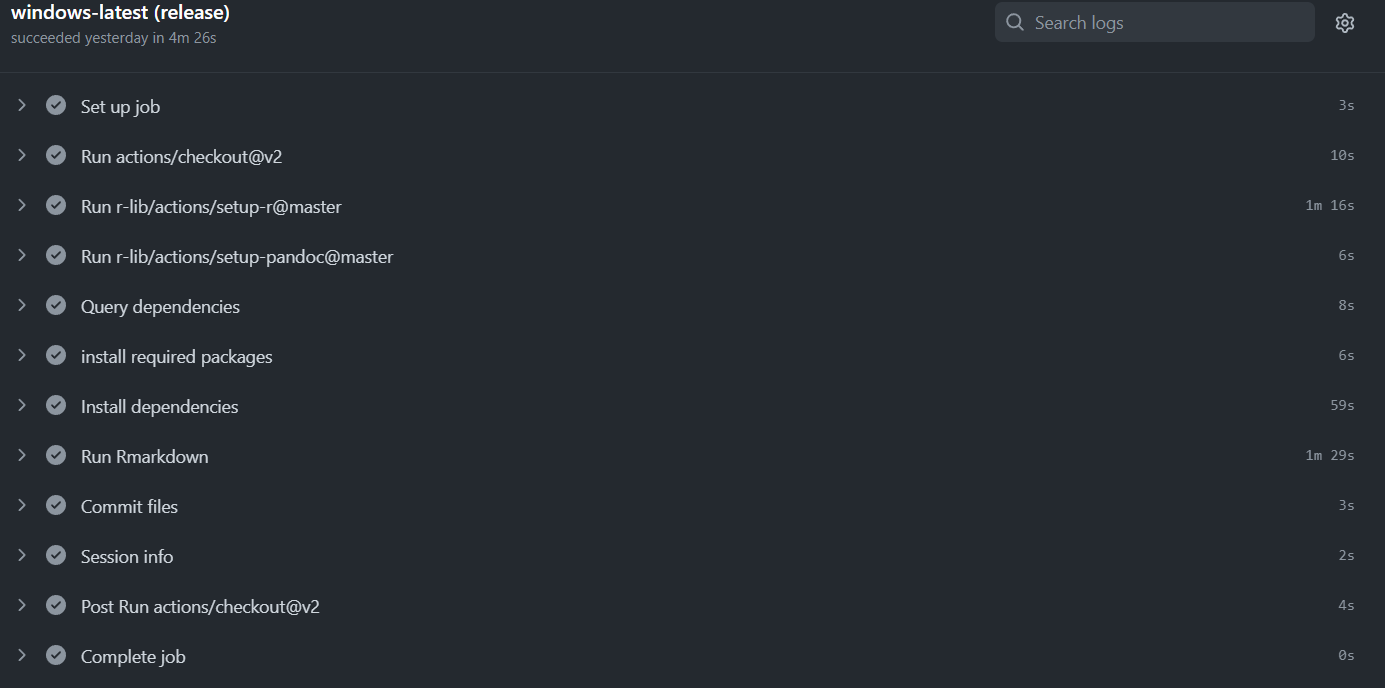 windows-latest (release)
succeeded yesterday in 4m 26s
Search logs
Set up job 3s
Run actions/checkout@v2 10s
Run r-lib/actions/setup-r@master 1m 16s
Run r-lib/actions/setup-pandoc@master 6s
Query dependencies 8s
install required packages 6s
Install dependencies 59s
Run Rmarkdown 1m 29s
Commit files 3s
Session info 2s
Post Run actions/checkout@v2 4s
Complete job 0s